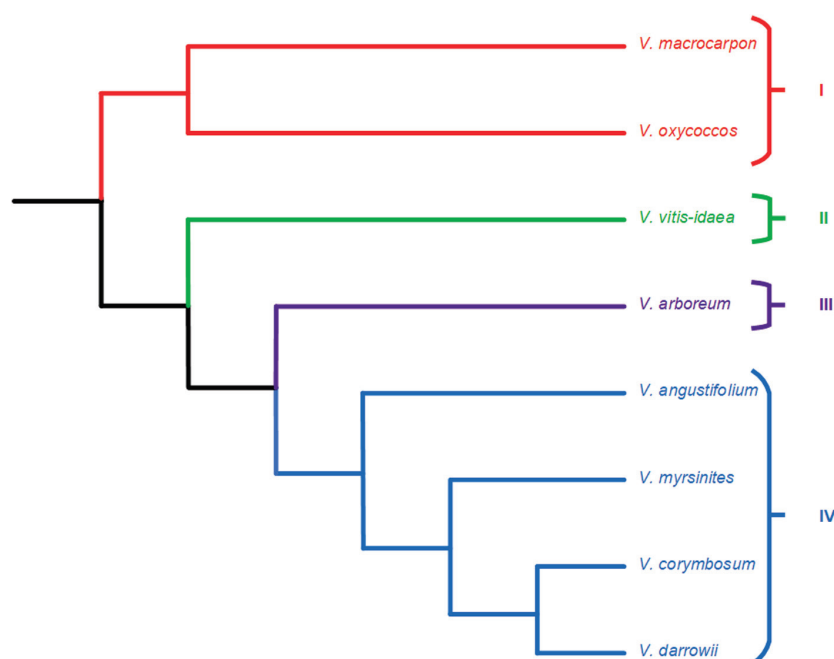 V. macrocarpon
I
V. oxycoccos
V. vitis-idaea
II
V. arboreum
III
V. angustifolium
V. myrsinites
IV
V. corymbosum
V. darrowii